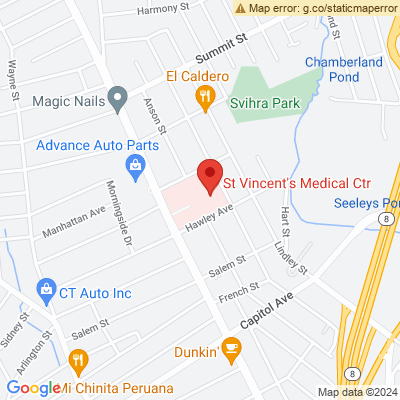 Map error: g.co/staticmaperror
Harmony St
Summit St
Chamberland
Pond
Wayne St
El Caldero
Magic Nails
Anson St
Svihra Park
Advance Auto Parts
St Vincent's Medical Ctr
Morningside Dr
Manhattan Ave
Hawley Ave
Hart St
Seeleys Pon
8
Lindley St
Salem St
CT Auto Inc
French St
Capitol Ave
Sidney St
Arlington St
Salem St
Dunkin'
8
Mi Chinita Peruana
Google
Map data ©2024